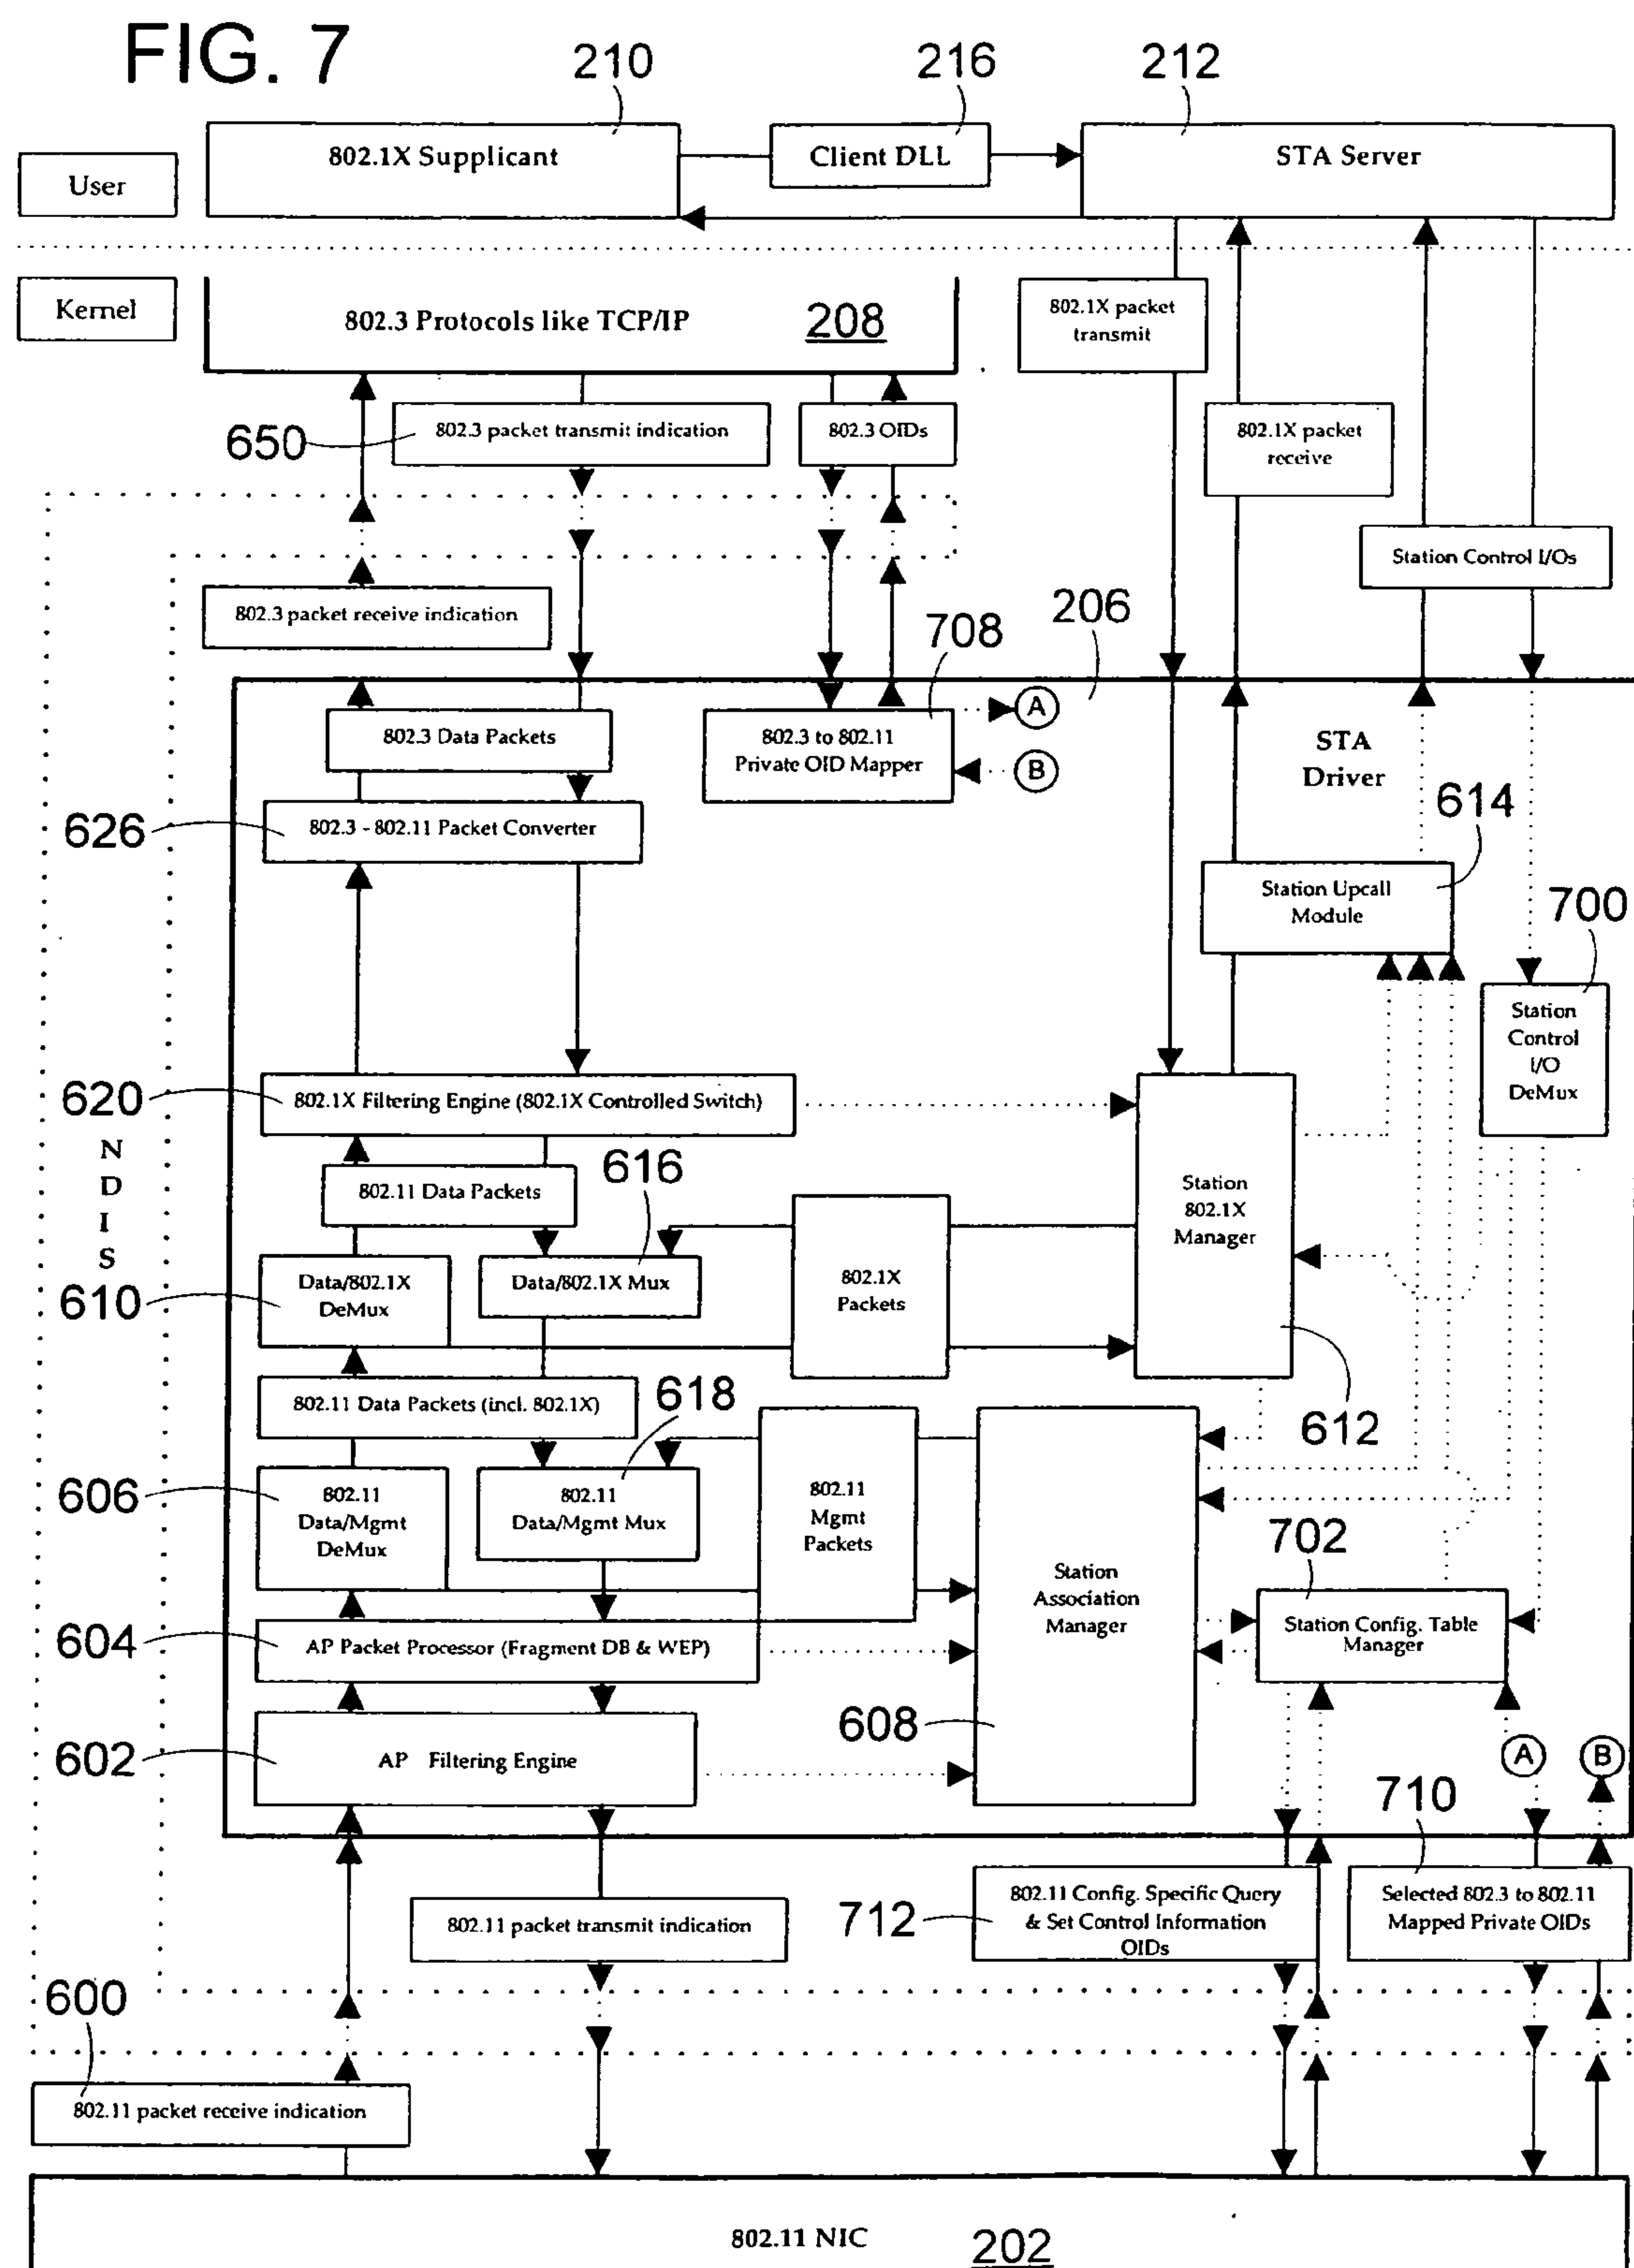 FIG. 7
210
216
212
802.1X Supplicant
Client DLL
STA Server
User
Kernel
802.3 Protocols like TCP/IP
208
802.1X packet
transmit
650
802.3 packet transmit indication
802.3 OIDs
802.1X packet
receive
Station Control I/Os
802.3 packet receive indication
708
206
802.3 Data Packets
802.3 to 802.11
Private OID Mapper
A
B
STA
Driver
626
802.3 - 802.11 Packet Converter
614
Station Upcall
Module
700
Station
Control
I/O
DeMux
620
802.1X Filtering Engine (802.1X Controlled Switch)
N
D
I
S
802.11 Data Packets
616
Station
802.1X
Manager
610
Data/802.1X
DeMux
Data/802.1X Mux
802.1X
Packets
802.11 Data Packets (incl. 802.1X)
618
612
606
802.11
Data/Mgmt
DeMux
802.11
Data/Mgmt Mux
802.11
Mgmt
Packets
Station
Association
Manager
702
Station Config. Table
Manager
604
AP Packet Processor (Fragment DB & WEP)
608
602
AP Filtering Engine
A
B
710
802.11 packet transmit indication
712
802.11 Config. Specific Query
& Set Control Information
OIDs
Selected 802.3 to 802.11
Mapped Private OIDs
600
802.11 packet receive indication
802.11 NIC
202